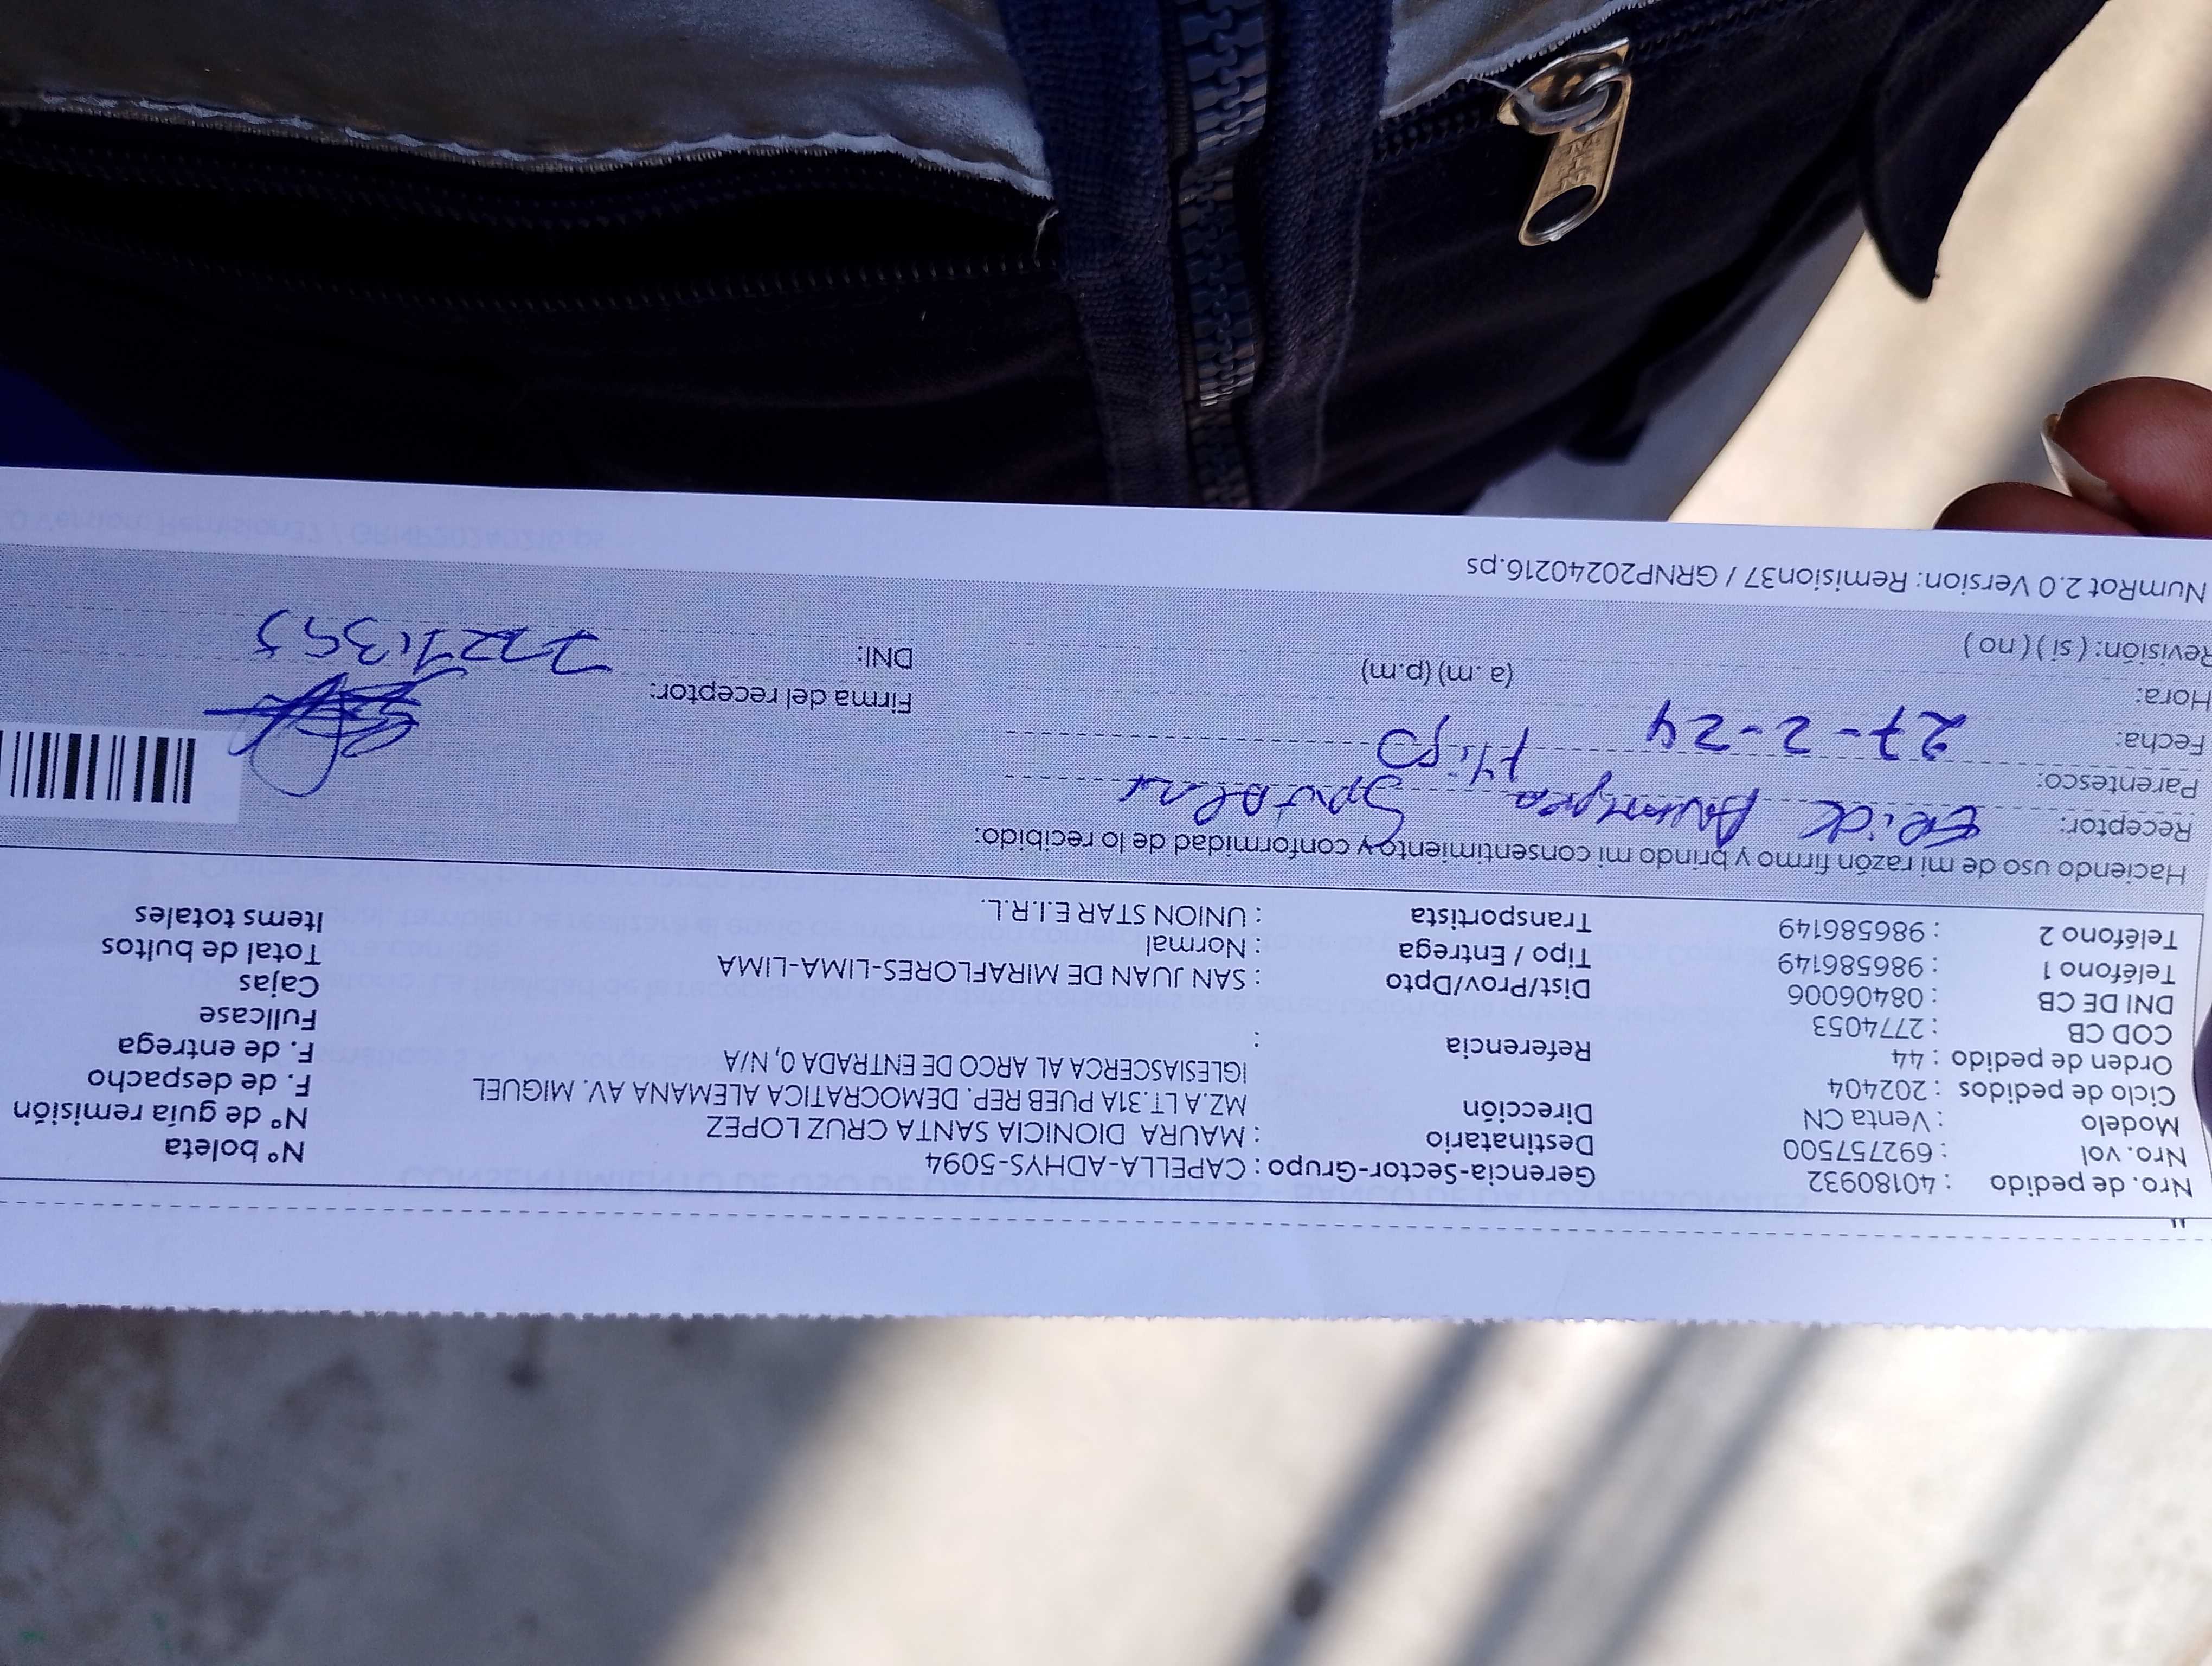 Nro. de pedido : 40180932 Gerencia-Sector-Grupo : CAPELLA-ADHYS-5094 Nº boleta
Nro. vol : 692757500 Destinatario : MAURA DIONICIA SANTA CRUZ LOPEZ Nº de guía remisión
Modelo : Venta CN Dirección MZ.A LT.31A PUEB REP. DEMOCRATICA ALEMANA AV. MIGUEL F. de despacho
Ciclo de pedidos : 202404 IGLESIASCERCA AL ARCO DE ENTRADA 0, N/A F. de entrega
Orden de pedido : 44 Referencia : Fullcase
COD CB : 2774053 Dist/Prov/Dpto : SAN JUAN DE MIRAFLORES-LIMA-LIMA Cajas
DNI DE CB : 08406006 Tipo / Entrega : Normal Total de bultos
Teléfono 1 : 986586149 Transportista : UNION STAR E.I.R.L. Items totales
Teléfono 2 : 986586149
Haciendo uso de mi razón firmo y brindo mi consentimiento y conformidad de lo recibido:
Receptor:
Parentesco:
Fecha: 27-2-24 Firma del receptor:
Hora: (a.m) (p.m) DNI:
Revisión: ( si ) ( no )
NumRot 2.0 Version: Remision37 / GRNP20240216.ps